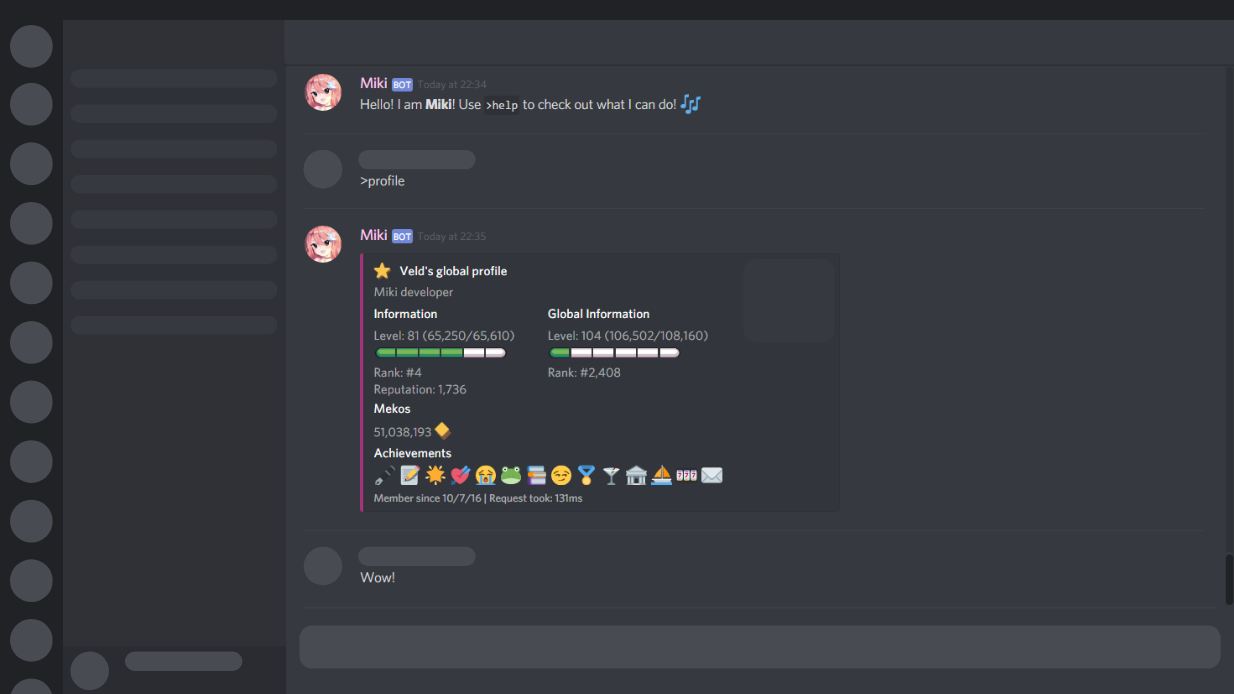 Miki BOT Today at 22:34
Hello! I am Miki! Use >help to check out what I can do!
>profile
Miki BOT Today at 22:35
Veld's global profile
Miki developer
Information
Global Information
Level: 81 (65,250/65,610)
Level: 104 (106,502/108,160)
Rank: #4
Rank: #2,408
Reputation: 1,736
Mekos
51,038,193
Achievements
Member since 10/7/16 | Request took: 131ms
Wow!